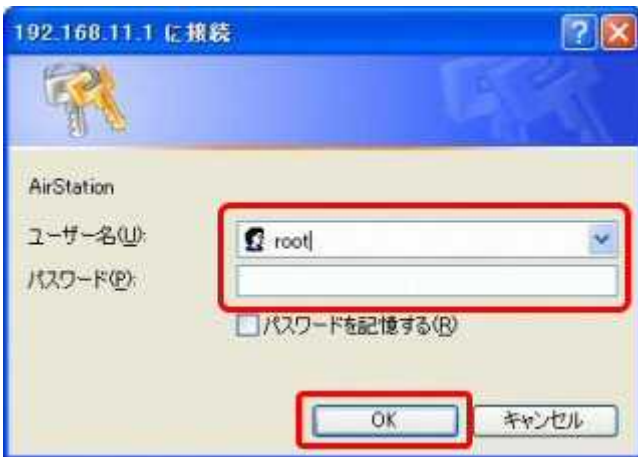 192.168.11.1 に接続
AirStation
ユーザー名(U):
root
パスワード(P):
パスワードを記憶する(R)
OK
キャンセル